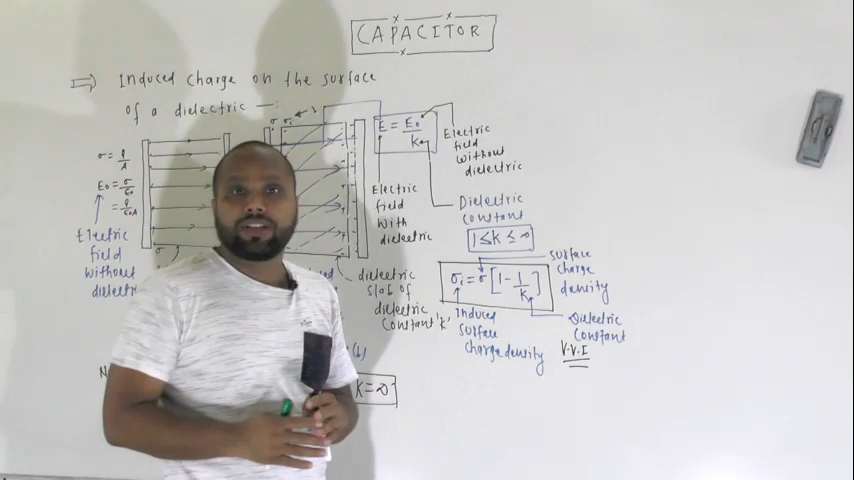 CAPACITOR
⇒ Induced charge on the surface
of a dielectric —:
σ = q/A
E0 = σ/ε0
= q/ε0A
Electric
field
without
dielectric
σ
σ σi
E = E0/K
Electric
field
without
dielectric
Electric
field
with
dielectric
Dielectric
Constant
1 ≤ K ≤ ∞
dielectric
slab of
dielectric
Constant 'K'
σi = σ [1 - 1/K]
surface
charge
density
Induced
surface
charge density
Dielectric
Constant
V.V.I
(b)
K = ∞